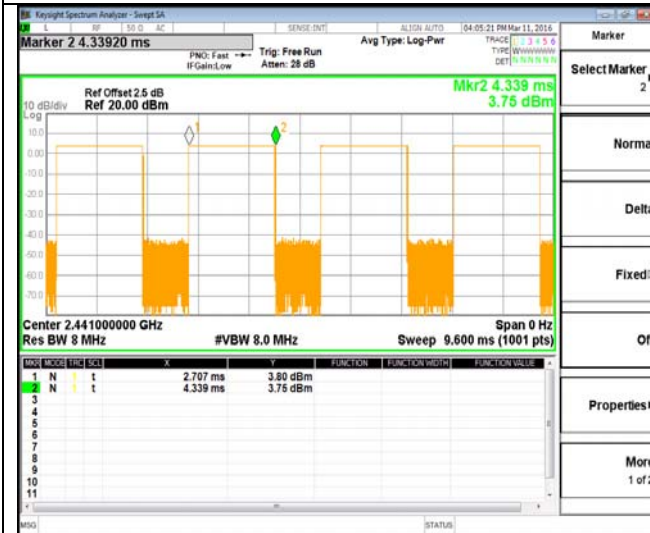 Keysight Spectrum Analyzer - Swept SA
L RF 50 Ω AC SENSE:INT ALIGN AUTO 04:05:21 PM Mar 11, 2016
Marker 2 4.33920 ms
PNO: Fast
IFGain:Low
Trig: Free Run
Atten: 28 dB
Avg Type: Log-Pwr
TRACE 1 2 3 4 5 6
TYPE
DET N N N N N N
Mkr2 4.339 ms
3.75 dBm
Ref Offset 2.5 dB
10 dB/div Ref 20.00 dBm
Log
10.0
0.00
-10.0
-20.0
-30.0
-40.0
-50.0
-60.0
-70.0
1
2
Center 2.441000000 GHz Span 0 Hz
Res BW 8 MHz #VBW 8.0 MHz Sweep 9.600 ms (1001 pts)
MKR MODE TRC SCL X Y FUNCTION FUNCTION WIDTH FUNCTION VALUE
1 N 1 t 2.707 ms 3.80 dBm
2 N 1 t 4.339 ms 3.75 dBm
3
4
5
6
7
8
9
10
11
MSG STATUS
Marker
Select Marker
2
Norma
Delta
Fixed
Of
Properties
More
1 of 2